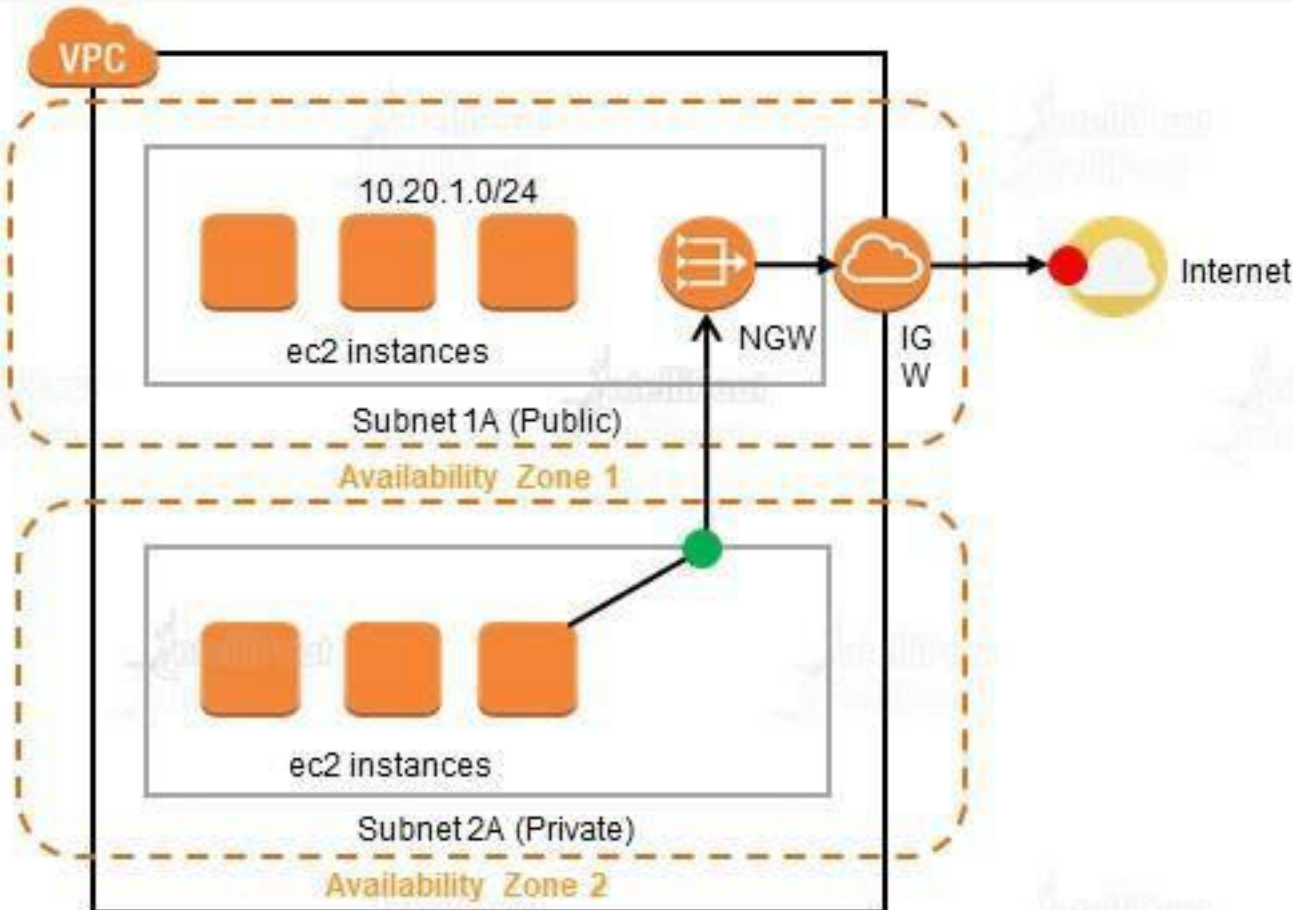 VPC
10.20.1.0/24
ec2 instances
NGW
IG
W
Internet
Subnet 1A (Public)
Availability Zone 1
ec2 instances
Subnet 2A (Private)
Availability Zone 2